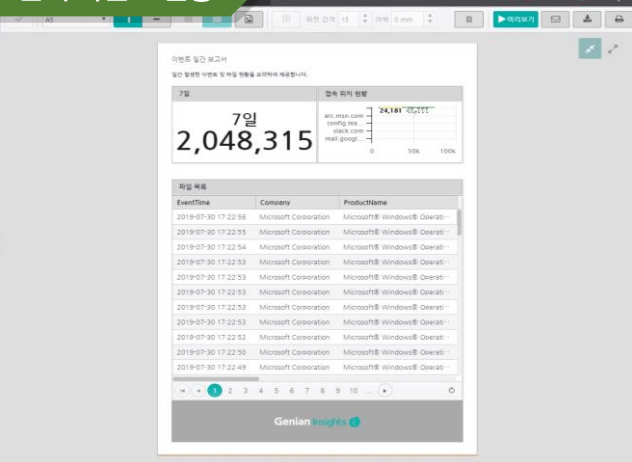 A5
위젯 간격 15
여백 0 mm
미리보기
이벤트 일간 보고서
일간 발생한 이벤트 및 파일 현황을 요약하여 제공합니다.
7일
7일
2,048,315
접속 위치 현황
arc.msn.com
config.tea...
slack.com
mail.googl...
24,181
0 50k 100k
파일 목록
EventTime Company ProductName
2019-07-30 17:22:56 Microsoft Corporation Microsoft® Windows® Operati...
2019-07-30 17:22:55 Microsoft Corporation Microsoft® Windows® Operati...
2019-07-30 17:22:54 Microsoft Corporation Microsoft® Windows® Operati...
2019-07-30 17:22:53 Microsoft Corporation Microsoft® Windows® Operati...
2019-07-30 17:22:53 Microsoft Corporation Microsoft® Windows® Operati...
2019-07-30 17:22:53 Microsoft Corporation Microsoft® Windows® Operati...
2019-07-30 17:22:53 Microsoft Corporation Microsoft® Windows® Operati...
2019-07-30 17:22:53 Microsoft Corporation Microsoft® Windows® Operati...
2019-07-30 17:22:52 Microsoft Corporation Microsoft® Windows® Operati...
2019-07-30 17:22:50 Microsoft Corporation Microsoft® Windows® Operati...
2019-07-30 17:22:49 Microsoft Corporation Microsoft® Windows® Operati...
1 2 3 4 5 6 7 8 9 10 ...
Genian Insights E